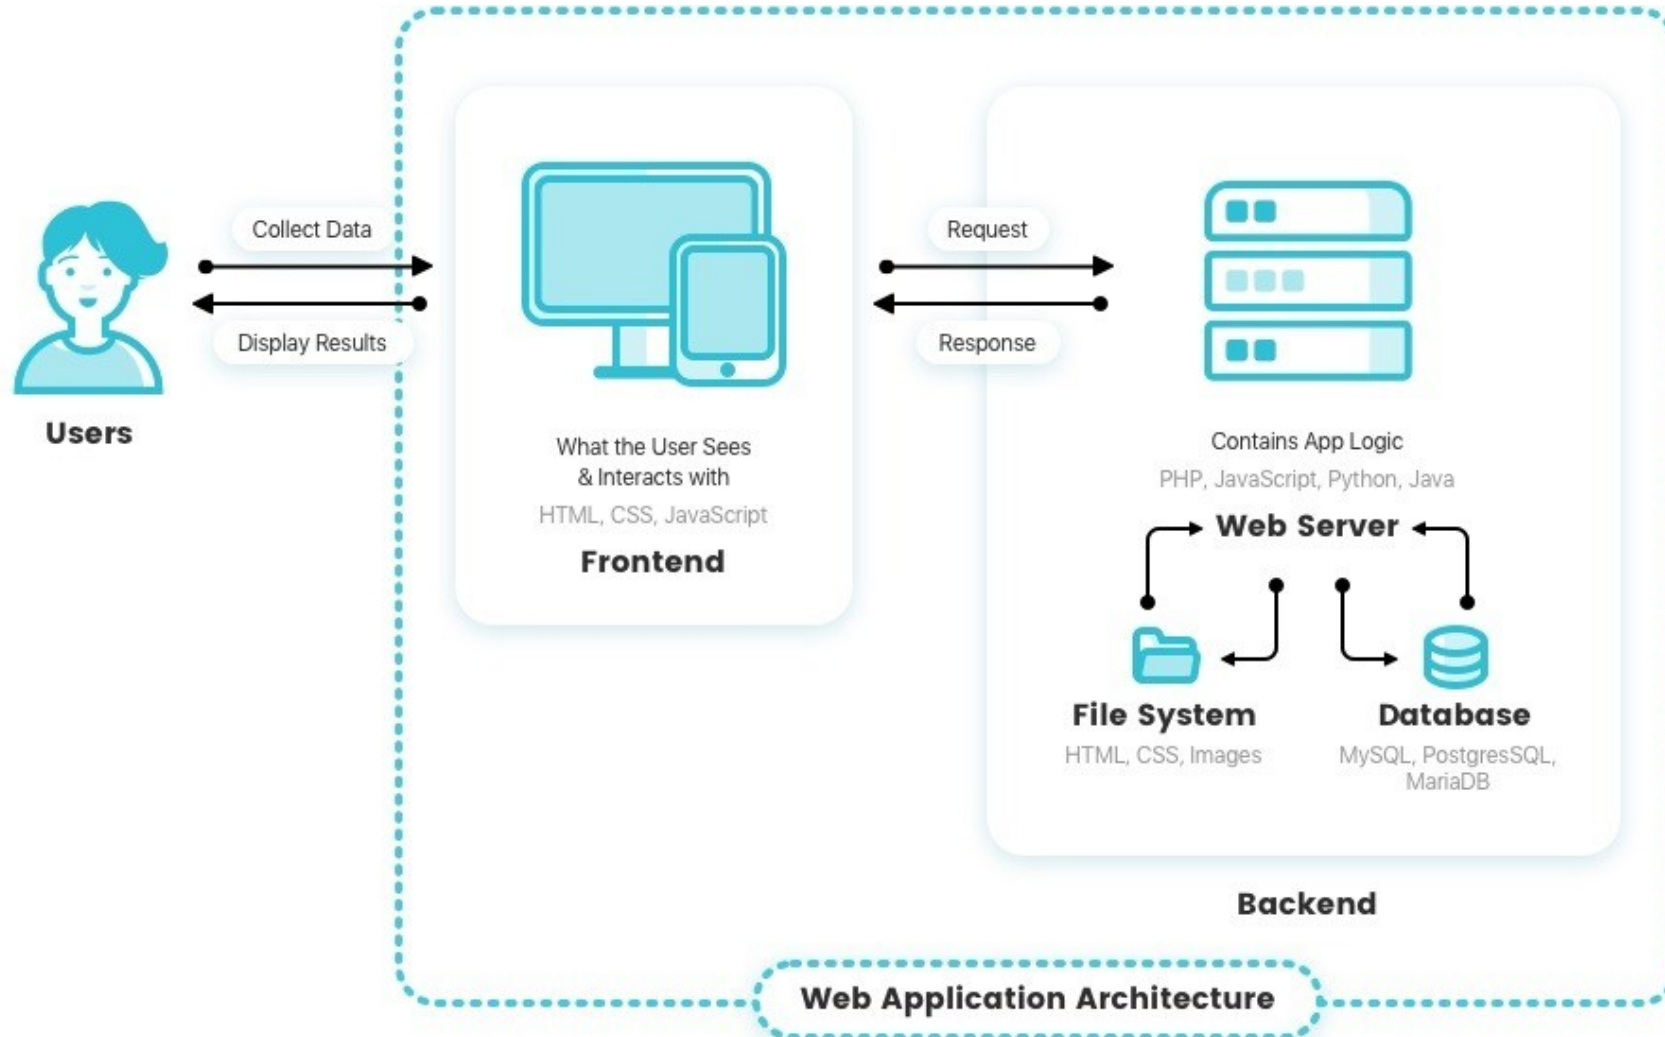 Collect Data
Display Results
Users
What the User Sees
& Interacts with
HTML, CSS, JavaScript
Frontend
Request
Response
Contains App Logic
PHP, JavaScript, Python, Java
Web Server
File System
HTML, CSS, Images
Database
MySQL, PostgresSQL,
MariaDB
Backend
Web Application Architecture